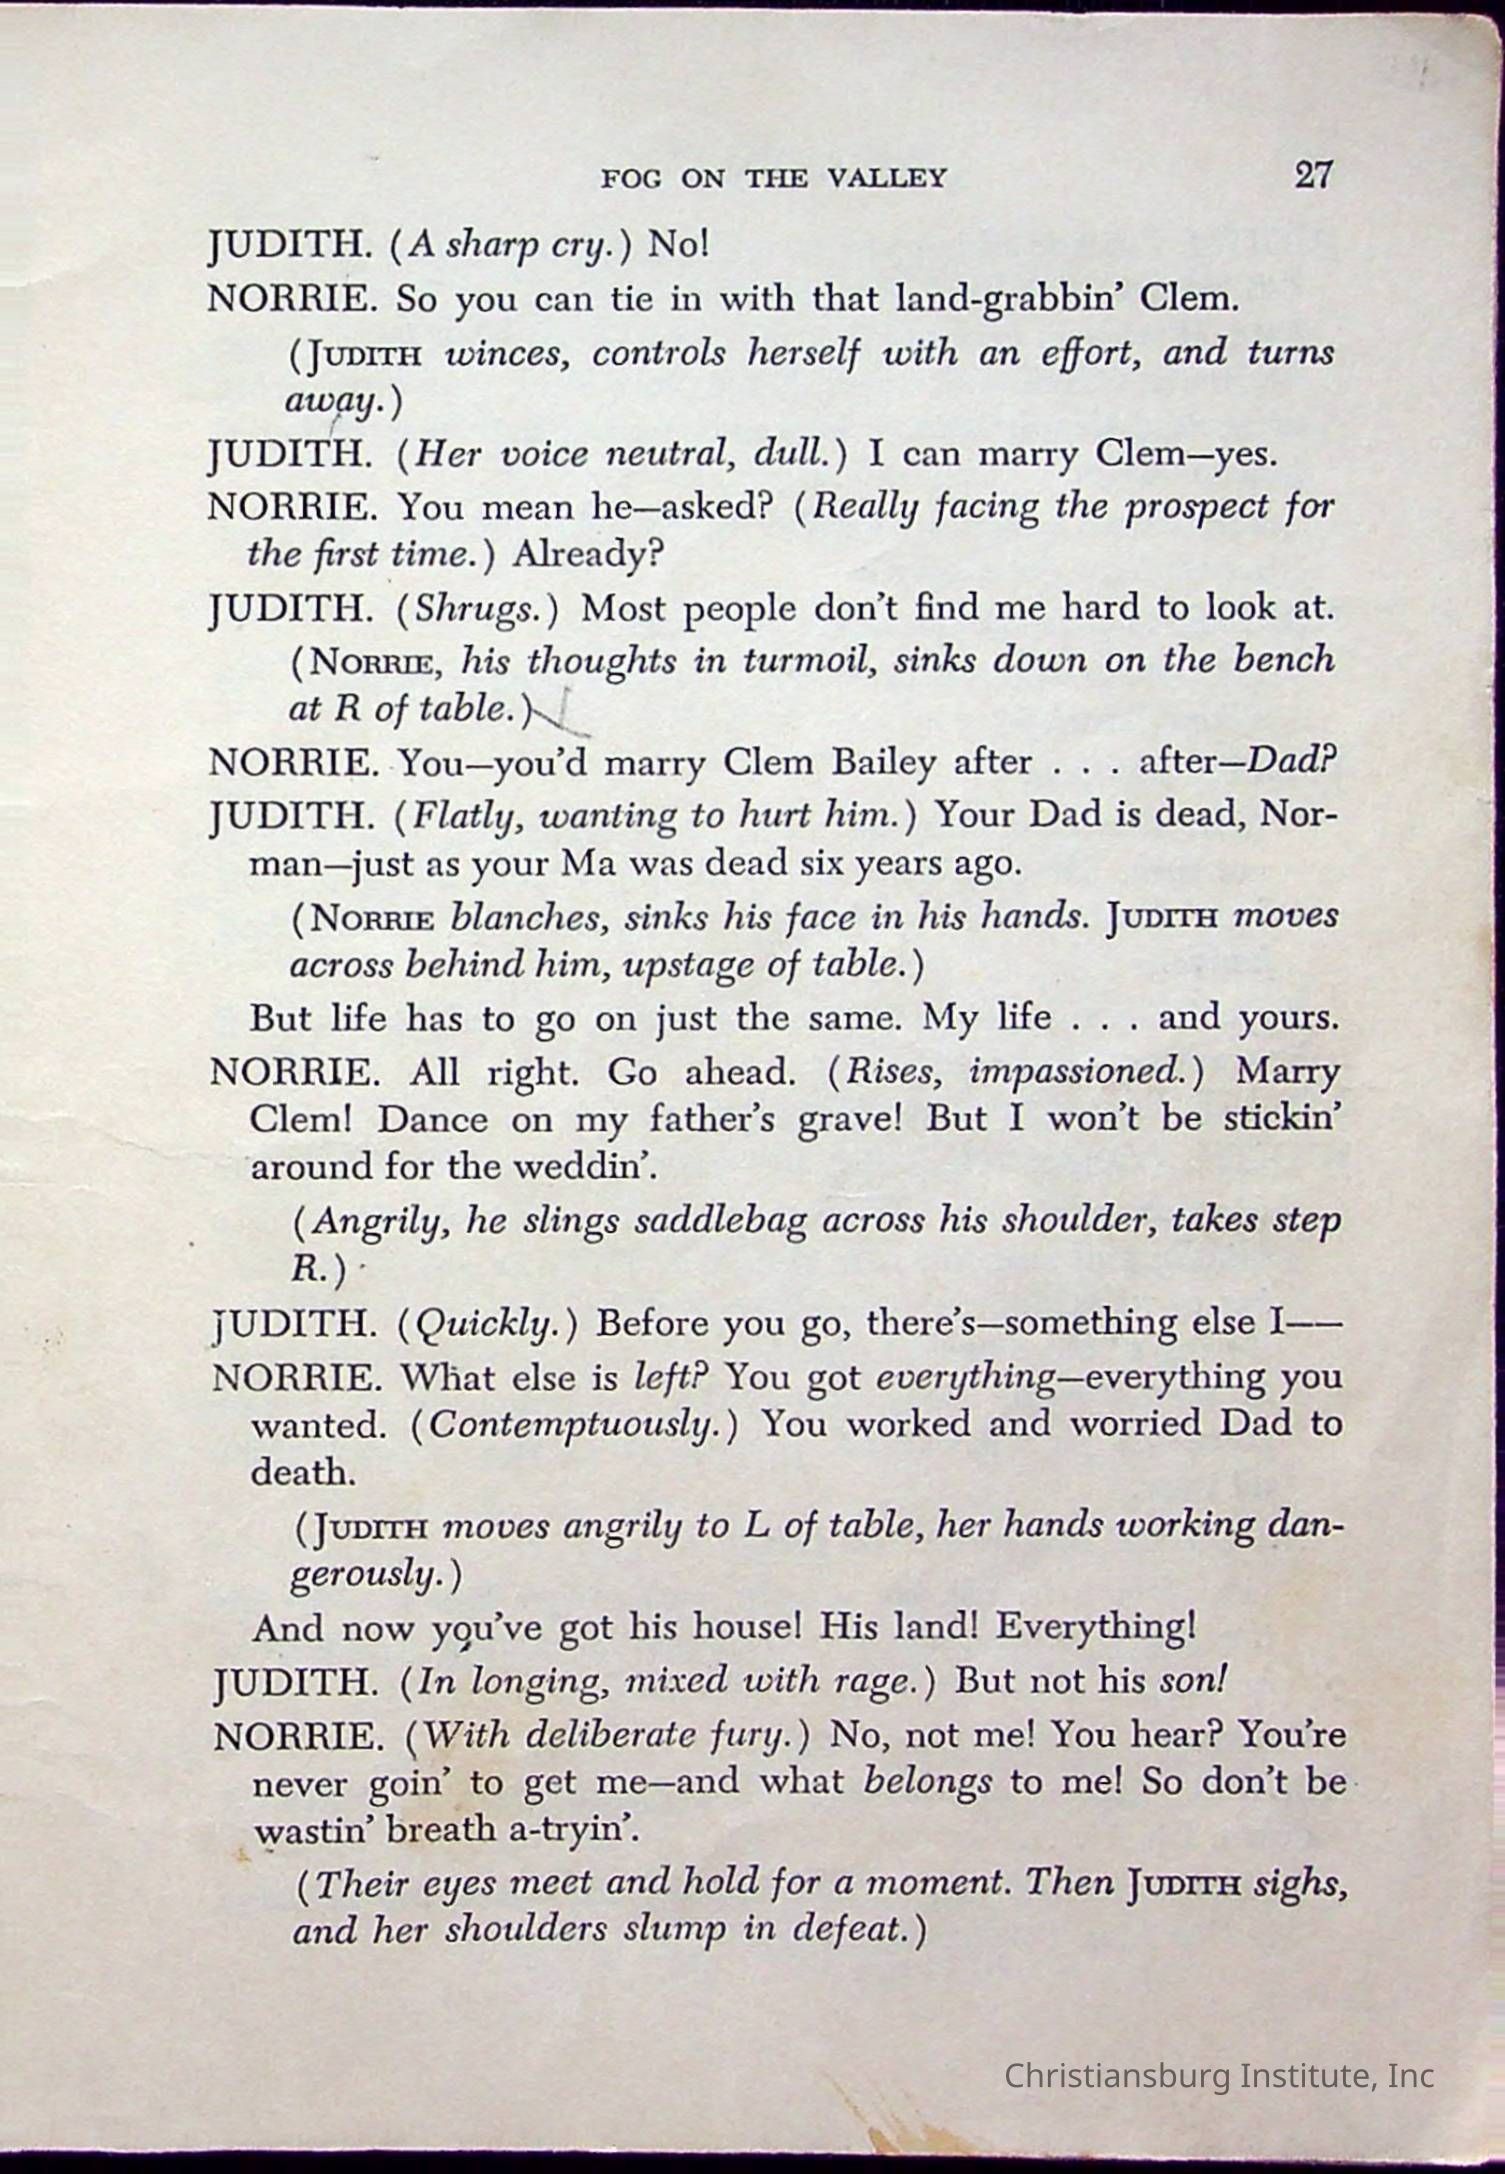 FOG ON THE VALLEY 27
JUDITH. (A sharp cry.) No!
NORRIE. So you can tie in with that land-grabbin’ Clem.
(JUDITH winces, controls herself with an effort, and turns
away.)
JUDITH. (Her voice neutral, dull.) I can marry Clem—yes.
NORRIE. You mean he—asked? (Really facing the prospect for
the first time.) Already?
JUDITH. (Shrugs.) Most people don’t find me hard to look at.
(NORRIE, his thoughts in turmoil, sinks down on the bench
at R of table.)
NORRIE. You—you’d marry Clem Bailey after . . . after—Dad?
JUDITH. (Flatly, wanting to hurt him.) Your Dad is dead, Nor-
man—just as your Ma was dead six years ago.
(NORRIE blanches, sinks his face in his hands. JUDITH moves
across behind him, upstage of table.)
But life has to go on just the same. My life . . . and yours.
NORRIE. All right. Go ahead. (Rises, impassioned.) Marry
Clem! Dance on my father’s grave! But I won’t be stickin’
around for the weddin’.
(Angrily, he slings saddlebag across his shoulder, takes step
R.)
JUDITH. (Quickly.) Before you go, there’s—something else I——
NORRIE. What else is left? You got everything—everything you
wanted. (Contemptuously.) You worked and worried Dad to
death.
(JUDITH moves angrily to L of table, her hands working dan-
gerously.)
And now you’ve got his house! His land! Everything!
JUDITH. (In longing, mixed with rage.) But not his son!
NORRIE. (With deliberate fury.) No, not me! You hear? You’re
never goin’ to get me—and what belongs to me! So don’t be
wastin’ breath a-tryin’.
(Their eyes meet and hold for a moment. Then JUDITH sighs,
and her shoulders slump in defeat.)
Christiansburg Institute, Inc